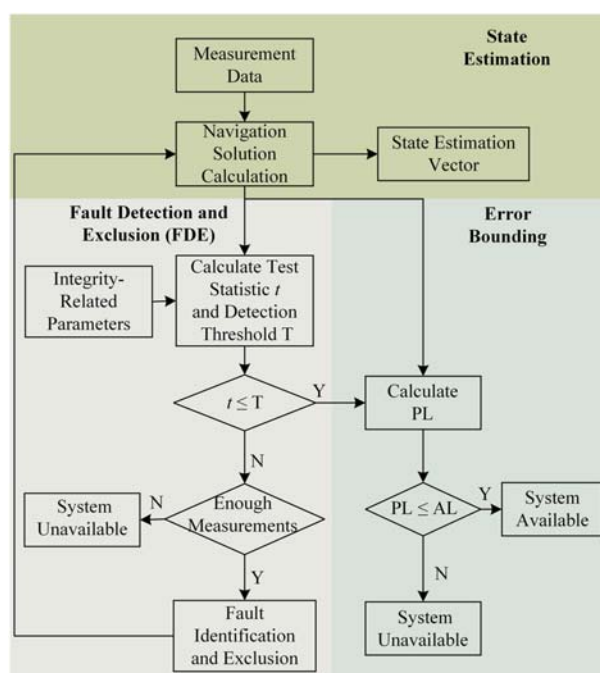 Measurement
Data
State
Estimation
Navigation
Solution
Calculation
State Estimation
Vector
Fault Detection and
Exclusion (FDE)
Error
Bounding
Integrity-
Related
Parameters
Calculate Test
Statistic t
and Detection
Threshold T
t ≤ T
Y
Calculate
PL
N
Enough
Measurements
N
System
Unavailable
PL ≤ AL
Y
System
Available
Y
N
Fault
Identification
and Exclusion
System
Unavailable